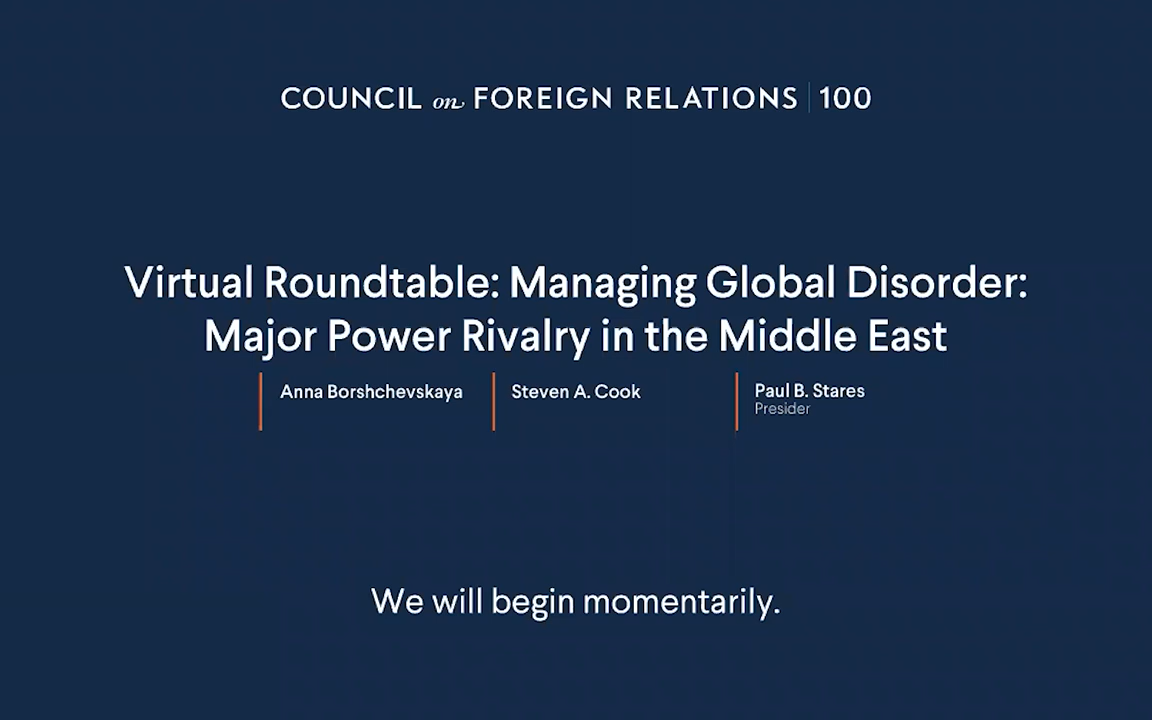 COUNCIL on FOREIGN RELATIONS | 100
Virtual Roundtable: Managing Global Disorder:
Major Power Rivalry in the Middle East
Anna Borshchevskaya
Steven A. Cook
Paul B. Stares
Presider
We will begin momentarily.